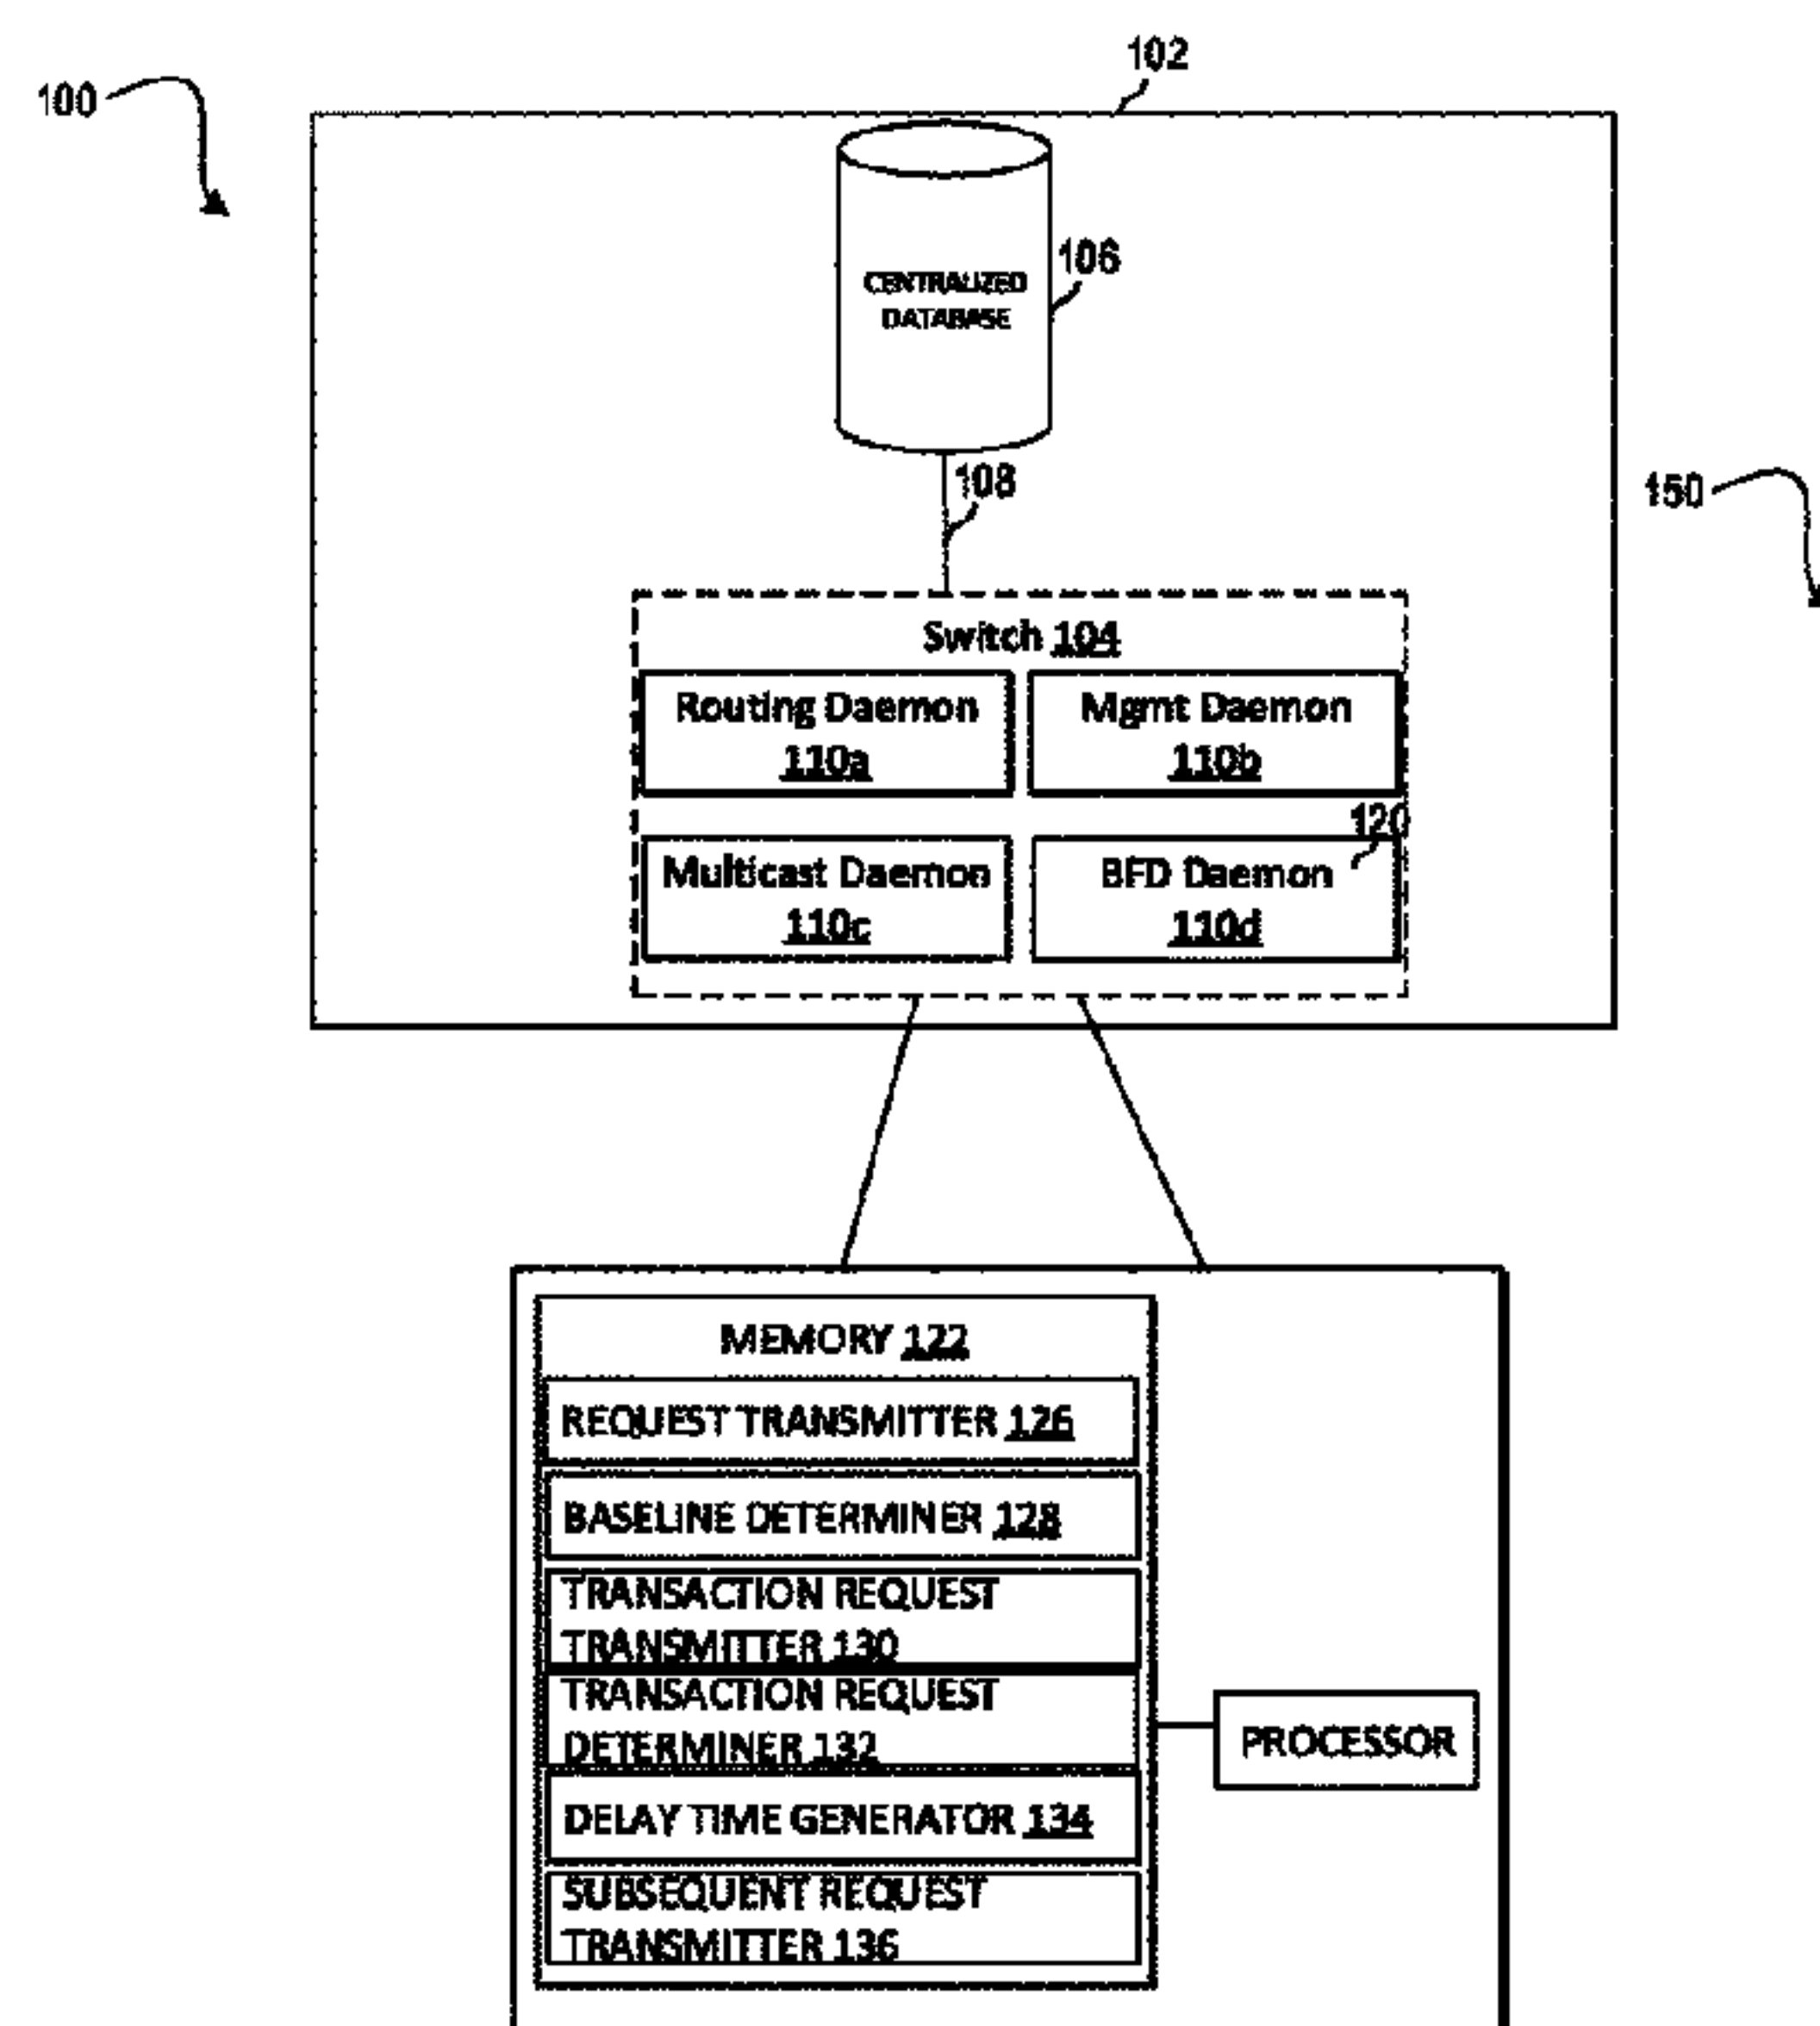 102
100
106
CENTRALIZED
DATABASE
108
150
Switch 104
Routing Daemon
110a
Mgmt Daemon
110b
120
Multicast Daemon
110c
BFD Daemon
110d
MEMORY 122
REQUEST TRANSMITTER 126
BASELINE DETERMINER 128
TRANSACTION REQUEST
TRANSMITTER 130
TRANSACTION REQUEST
DETERMINER 132
PROCESSOR
DELAY TIME GENERATOR 134
SUBSEQUENT REQUEST
TRANSMITTER 136